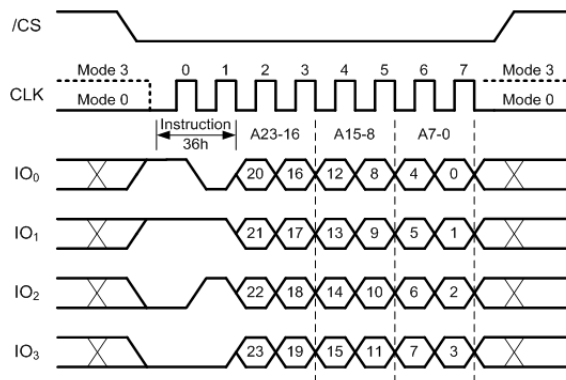 /CS
Mode 3 0 1 2 3 4 5 6 7 Mode 3
CLK
Mode 0 Mode 0
Instruction
36h A23-16 A15-8 A7-0
IO0 20 16 12 8 4 0
IO1 21 17 13 9 5 1
IO2 22 18 14 10 6 2
IO3 23 19 15 11 7 3